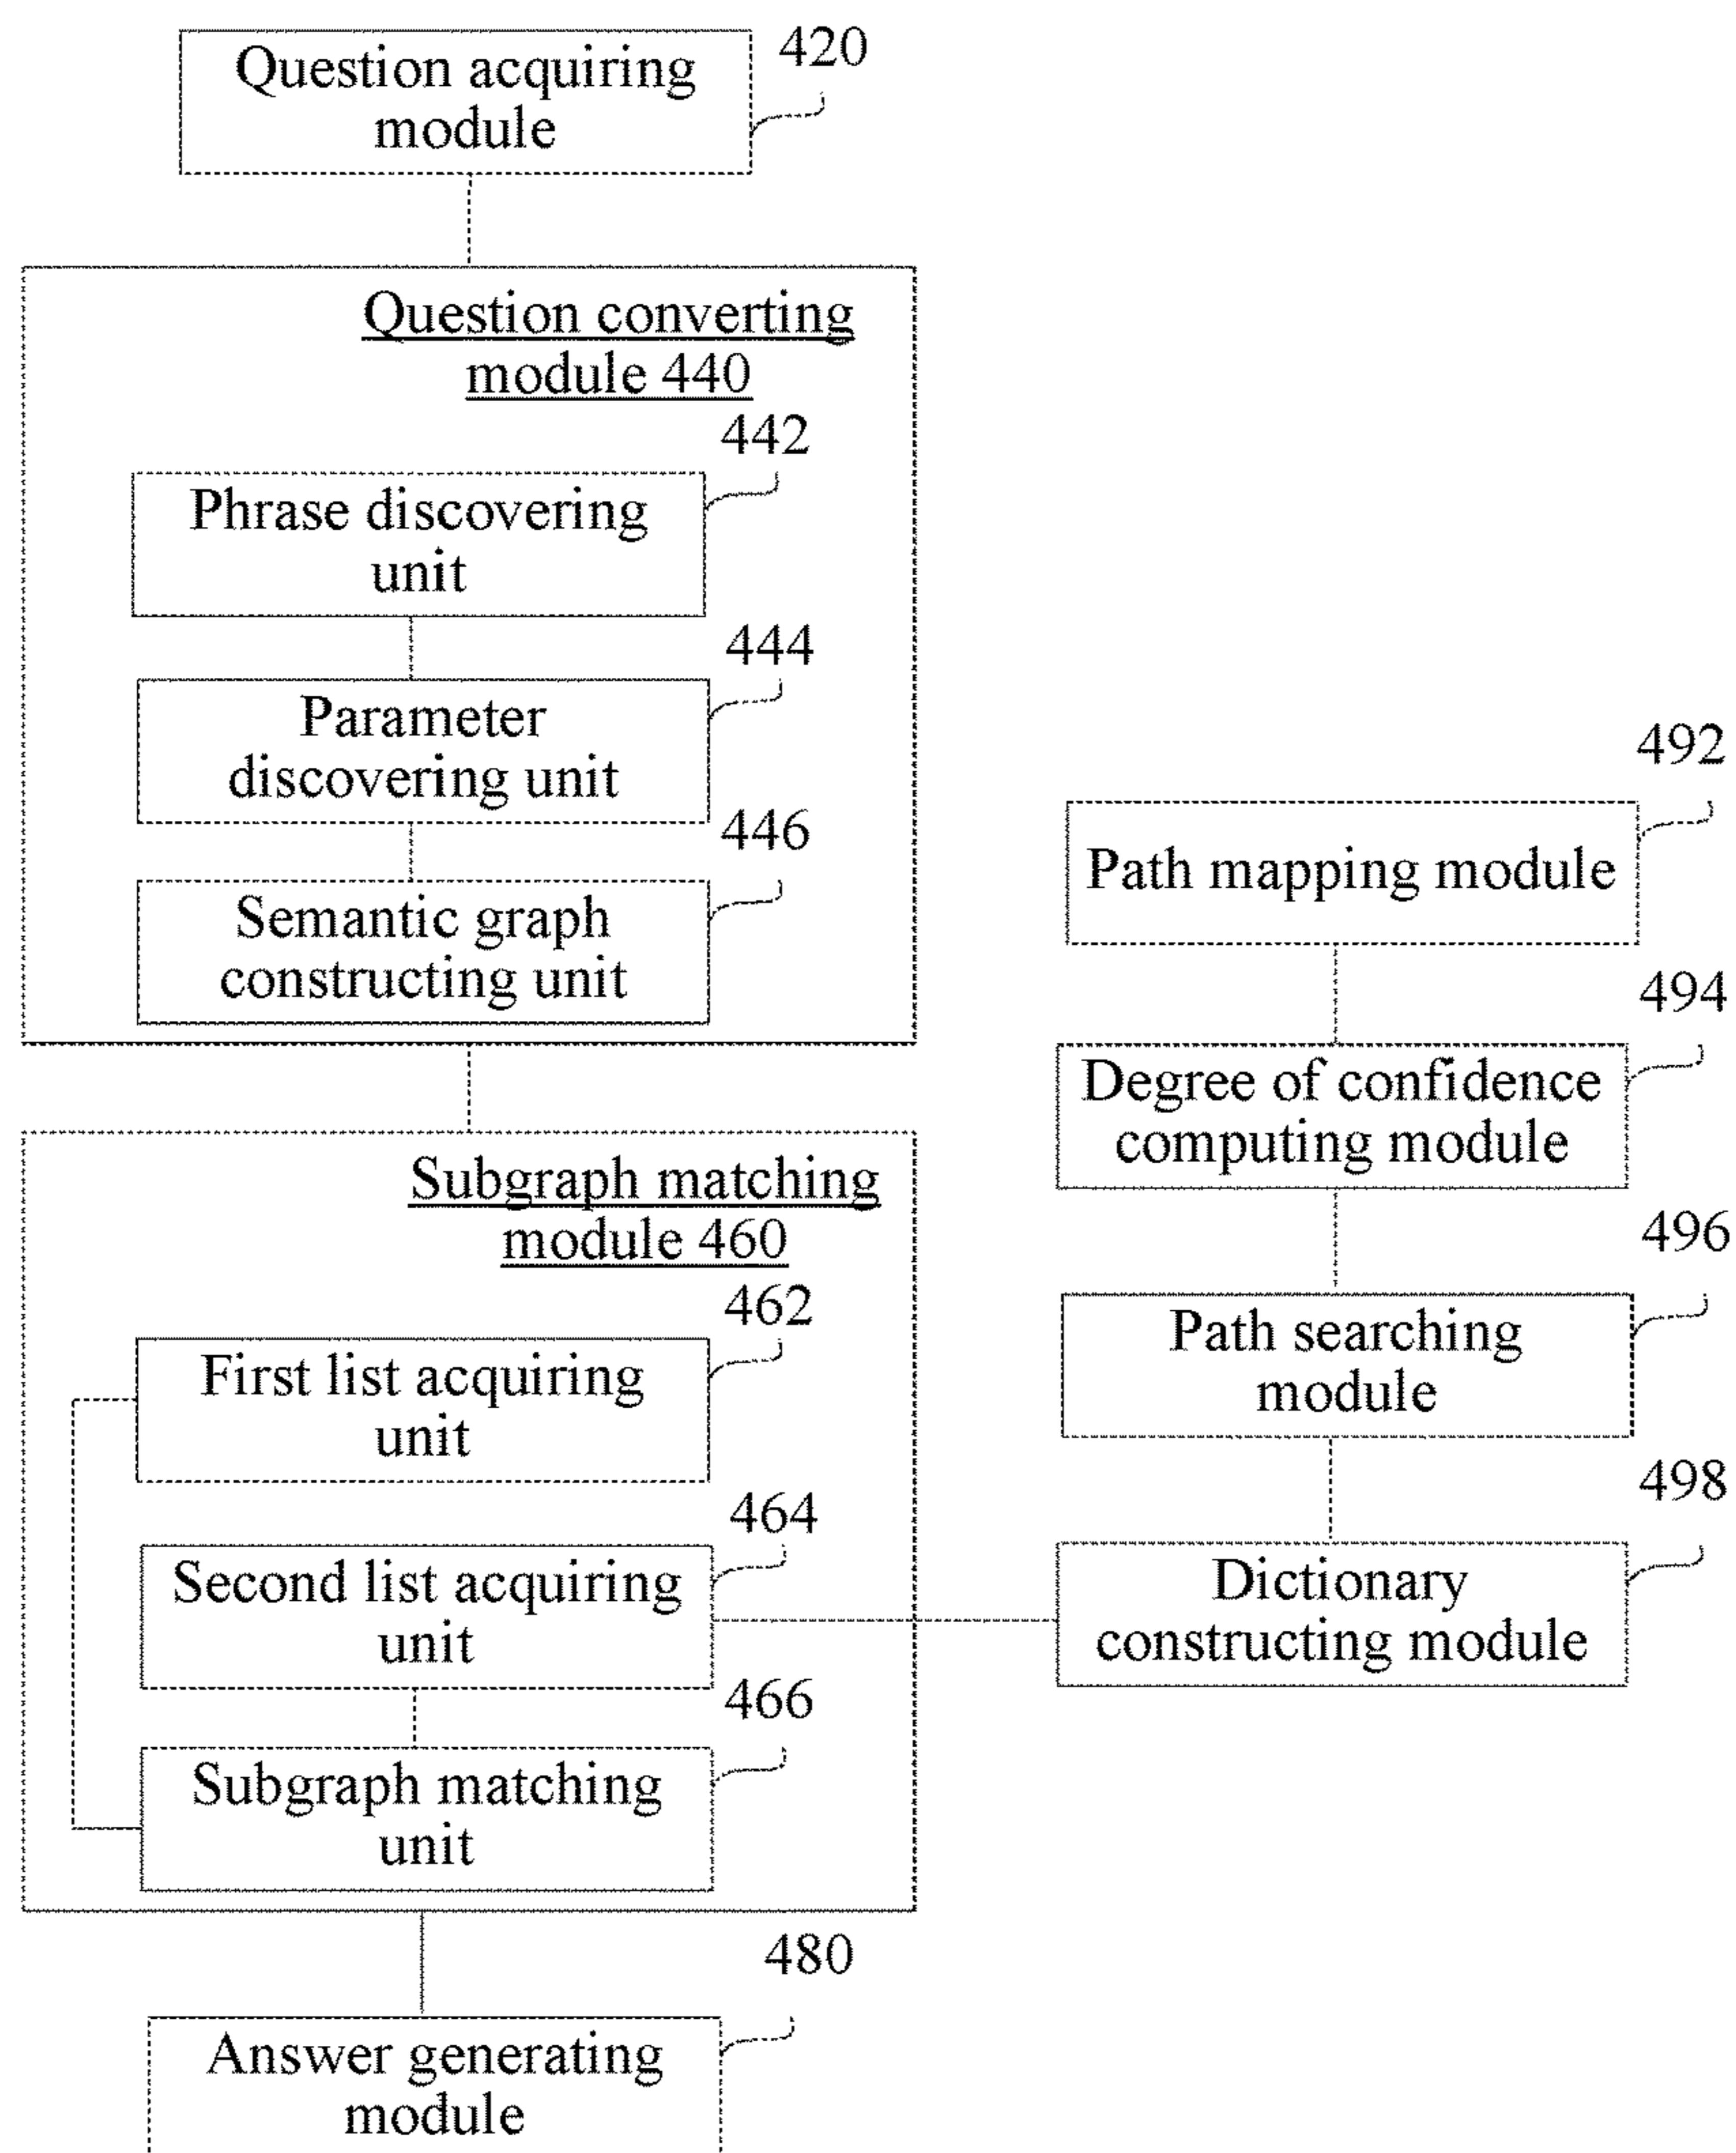 420
Question acquiring
module
Question converting
module 440
442
Phrase discovering
unit
444
Parameter
discovering unit
446
Semantic graph
constructing unit
Subgraph matching
module 460
462
First list acquiring
unit
464
Second list acquiring
unit
466
Subgraph matching
unit
480
Answer generating
module
492
Path mapping module
494
Degree of confidence
computing module
496
Path searching
module
498
Dictionary
constructing module